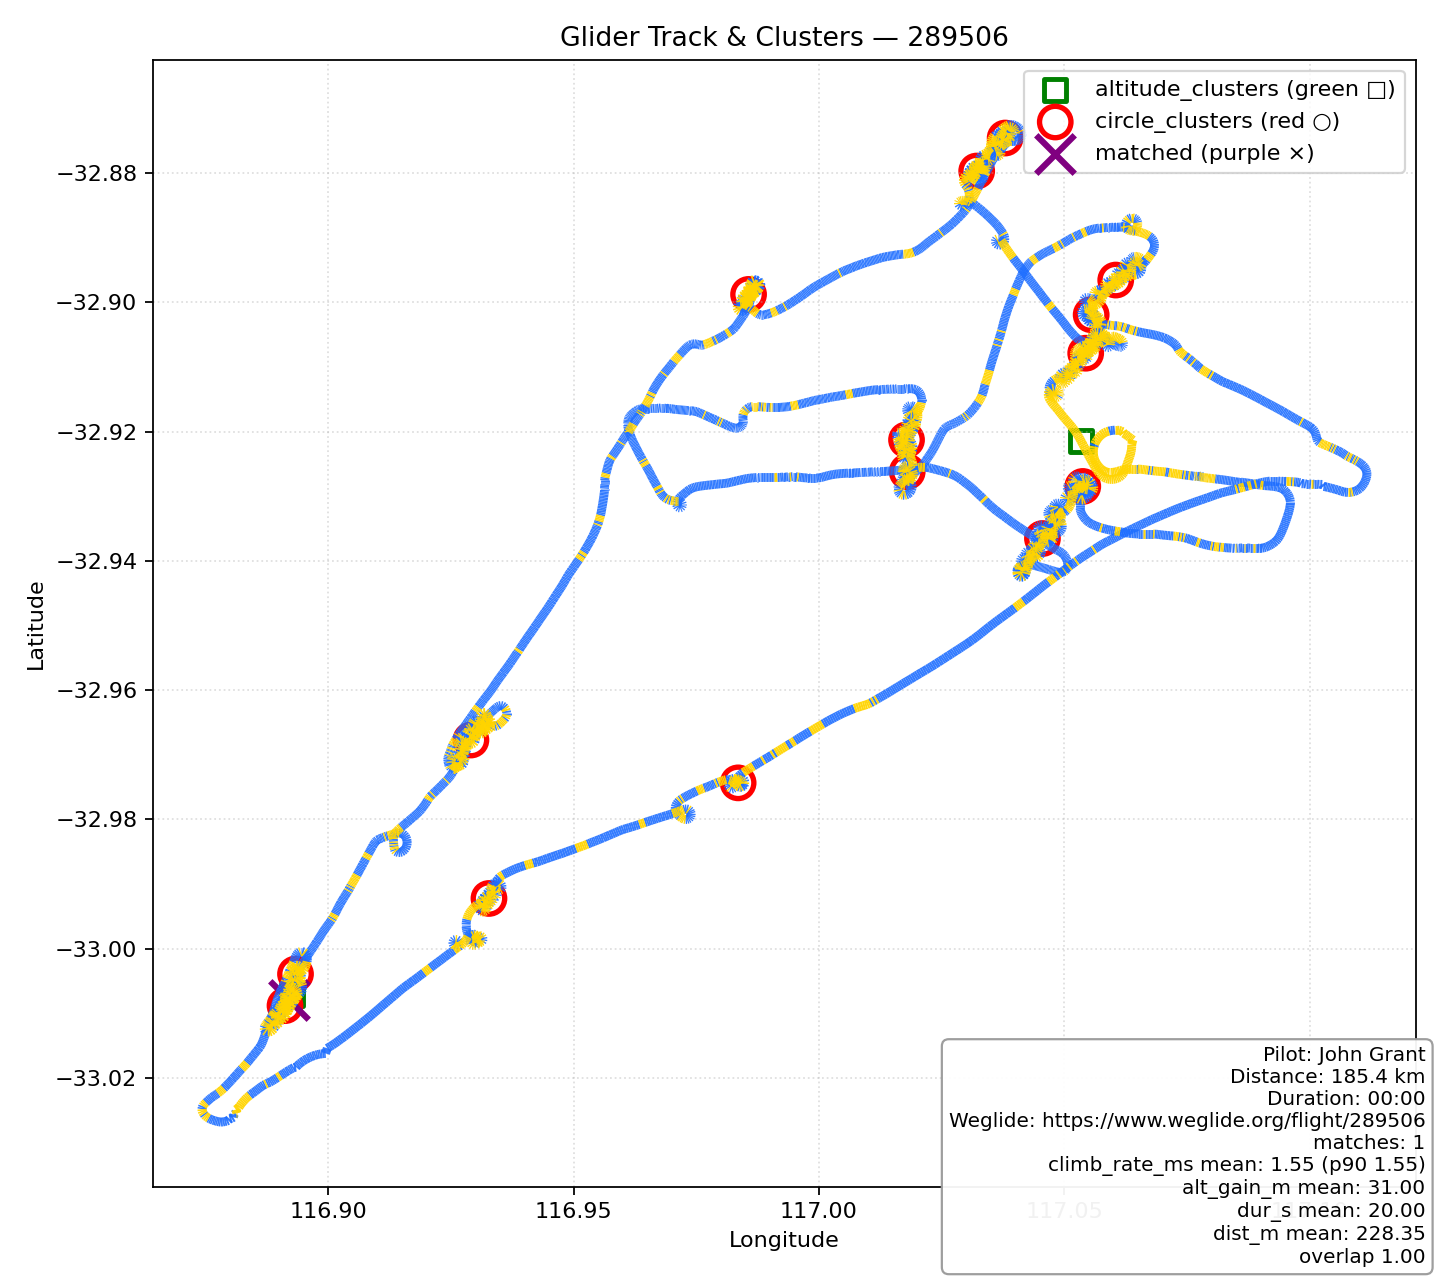 Glider Track & Clusters — 289506
altitude_clusters (green □)
circle_clusters (red ○)
matched (purple ×)
Latitude
−32.88
−32.90
−32.92
−32.94
−32.96
−32.98
−33.00
−33.02
116.90
116.95
117.00
117.05
Longitude
Pilot: John Grant
Distance: 185.4 km
Duration: 00:00
Weglide: https://www.weglide.org/flight/289506
matches: 1
climb_rate_ms mean: 1.55 (p90 1.55)
alt_gain_m mean: 31.00
dur_s mean: 20.00
dist_m mean: 228.35
overlap 1.00